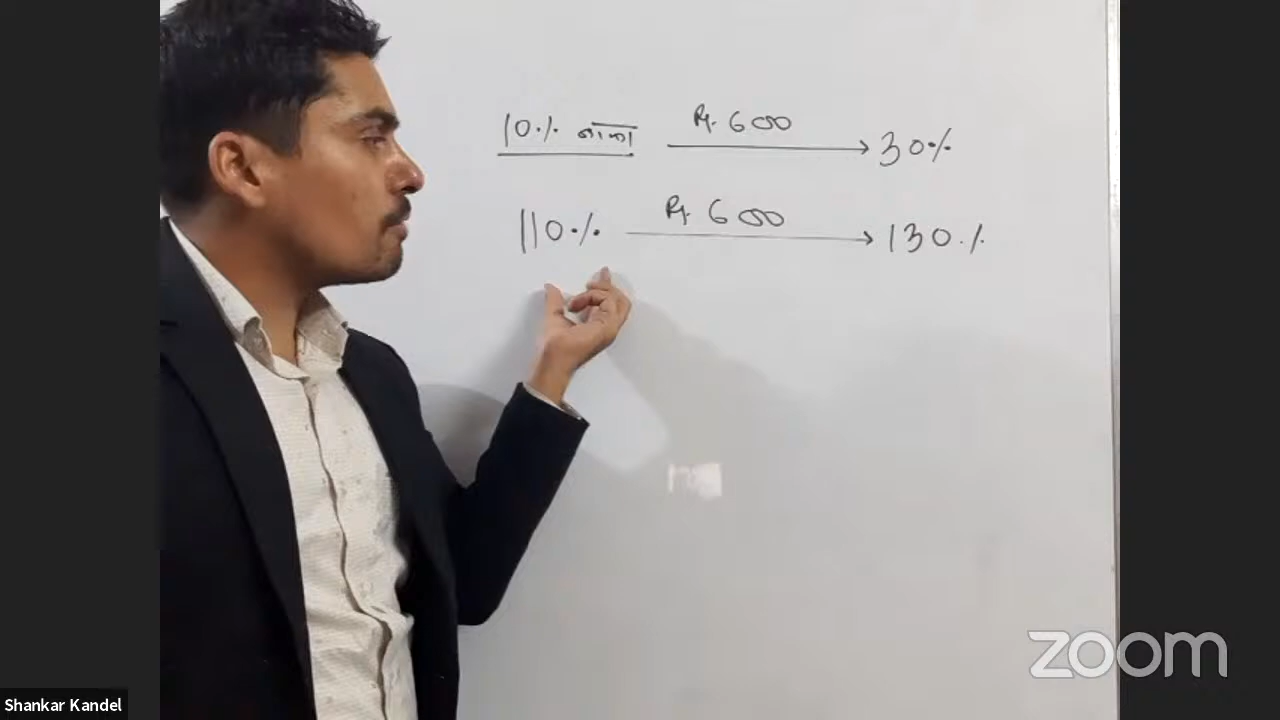 10% नाफा Rs. 600 → 30%
110% Rs. 600 → 130%
zoom
Shankar Kandel